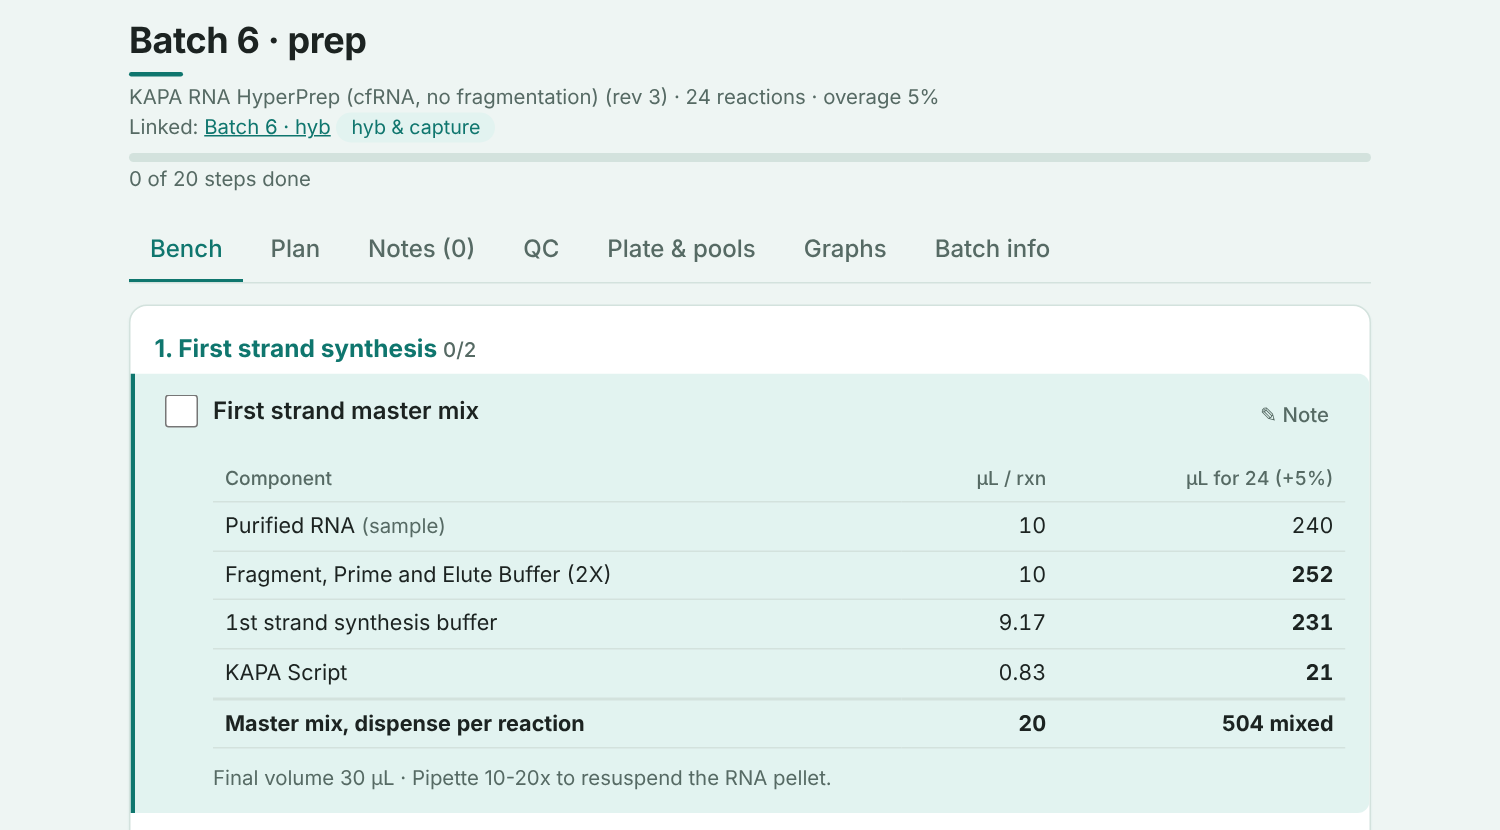 Batch 6 · prep
KAPA RNA HyperPrep (cfRNA, no fragmentation) (rev 3) · 24 reactions · overage 5%
Linked: Batch 6 · hyb hyb & capture
0 of 20 steps done
Bench Plan Notes (0) QC Plate & pools Graphs Batch info
1. First strand synthesis 0/2
First strand master mix ✎ Note
Component µL / rxn µL for 24 (+5%)
Purified RNA (sample) 10 240
Fragment, Prime and Elute Buffer (2X) 10 252
1st strand synthesis buffer 9.17 231
KAPA Script 0.83 21
Master mix, dispense per reaction 20 504 mixed
Final volume 30 µL · Pipette 10-20x to resuspend the RNA pellet.